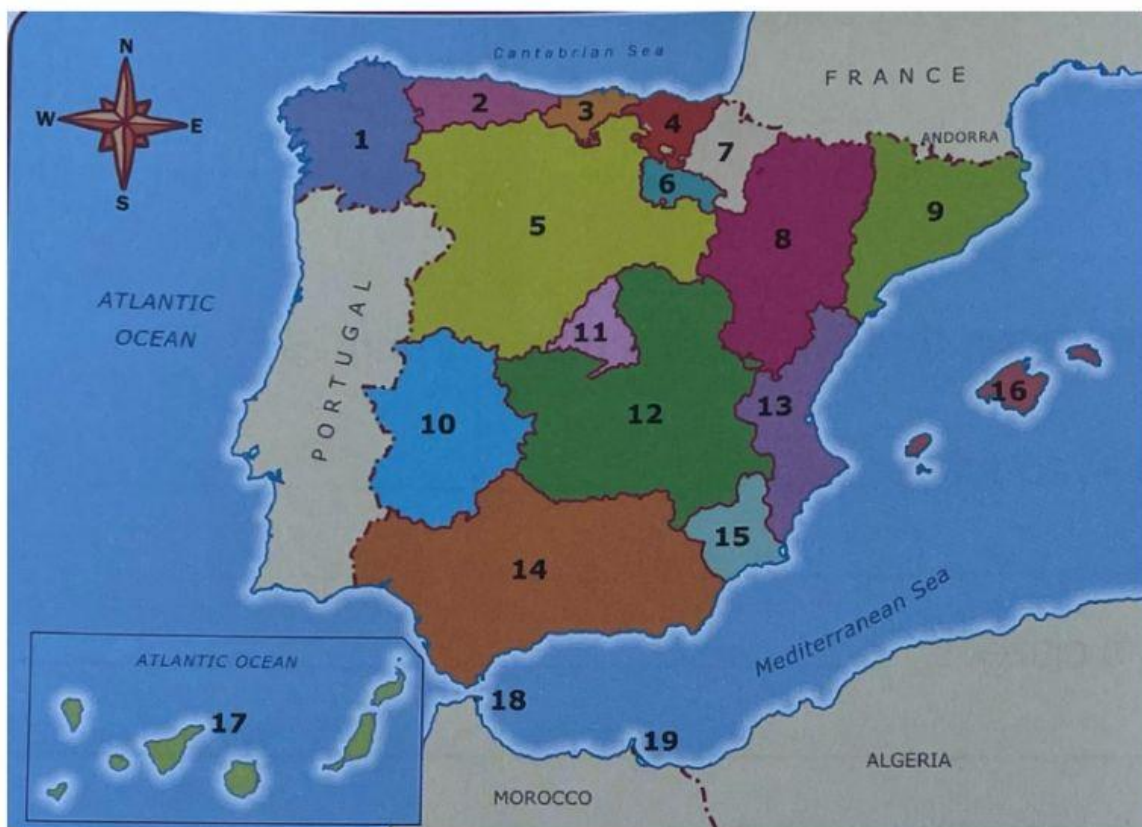 N
W
E
S
Cantabrian Sea
FRANCE
ANDORRA
1
2
3
4
5
6
7
8
9
ATLANTIC
OCEAN
PORTUGAL
10
11
12
13
14
15
16
Mediterranean Sea
ATLANTIC OCEAN
17
18
19
MOROCCO
ALGERIA